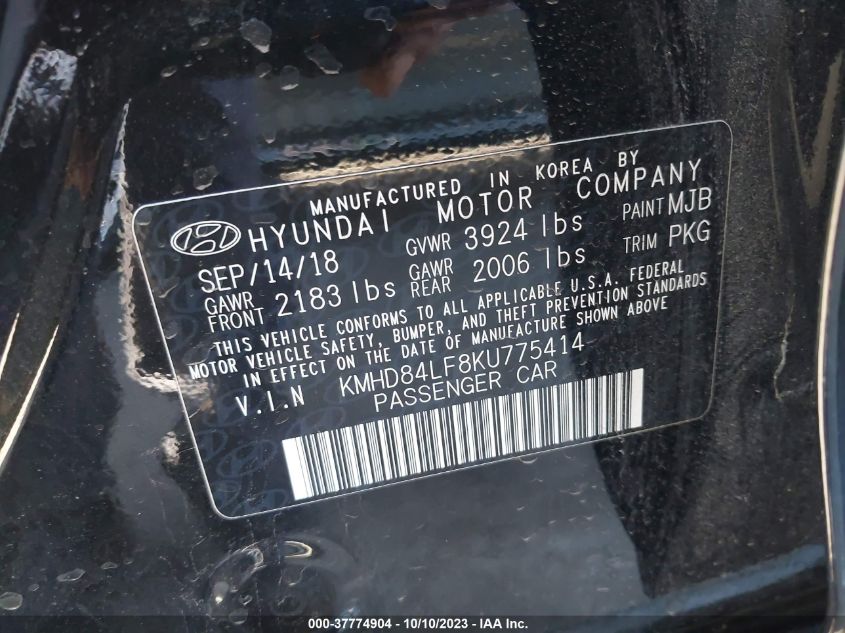 MANUFACTURED IN KOREA BY
HYUNDAI MOTOR COMPANY
SEP/14/18 GVWR 3924 lbs PAINT MJB
GAWR FRONT 2183 lbs GAWR REAR 2006 lbs TRIM PKG
THIS VEHICLE CONFORMS TO ALL APPLICABLE U.S.A. FEDERAL
MOTOR VEHICLE SAFETY, BUMPER, AND THEFT PREVENTION STANDARDS
IN EFFECT ON THE DATE OF MANUFACTURE SHOWN ABOVE
V.I.N KMHD84LF8KU775414
PASSENGER CAR
000-37774904 - 10/10/2023 - IAA Inc.